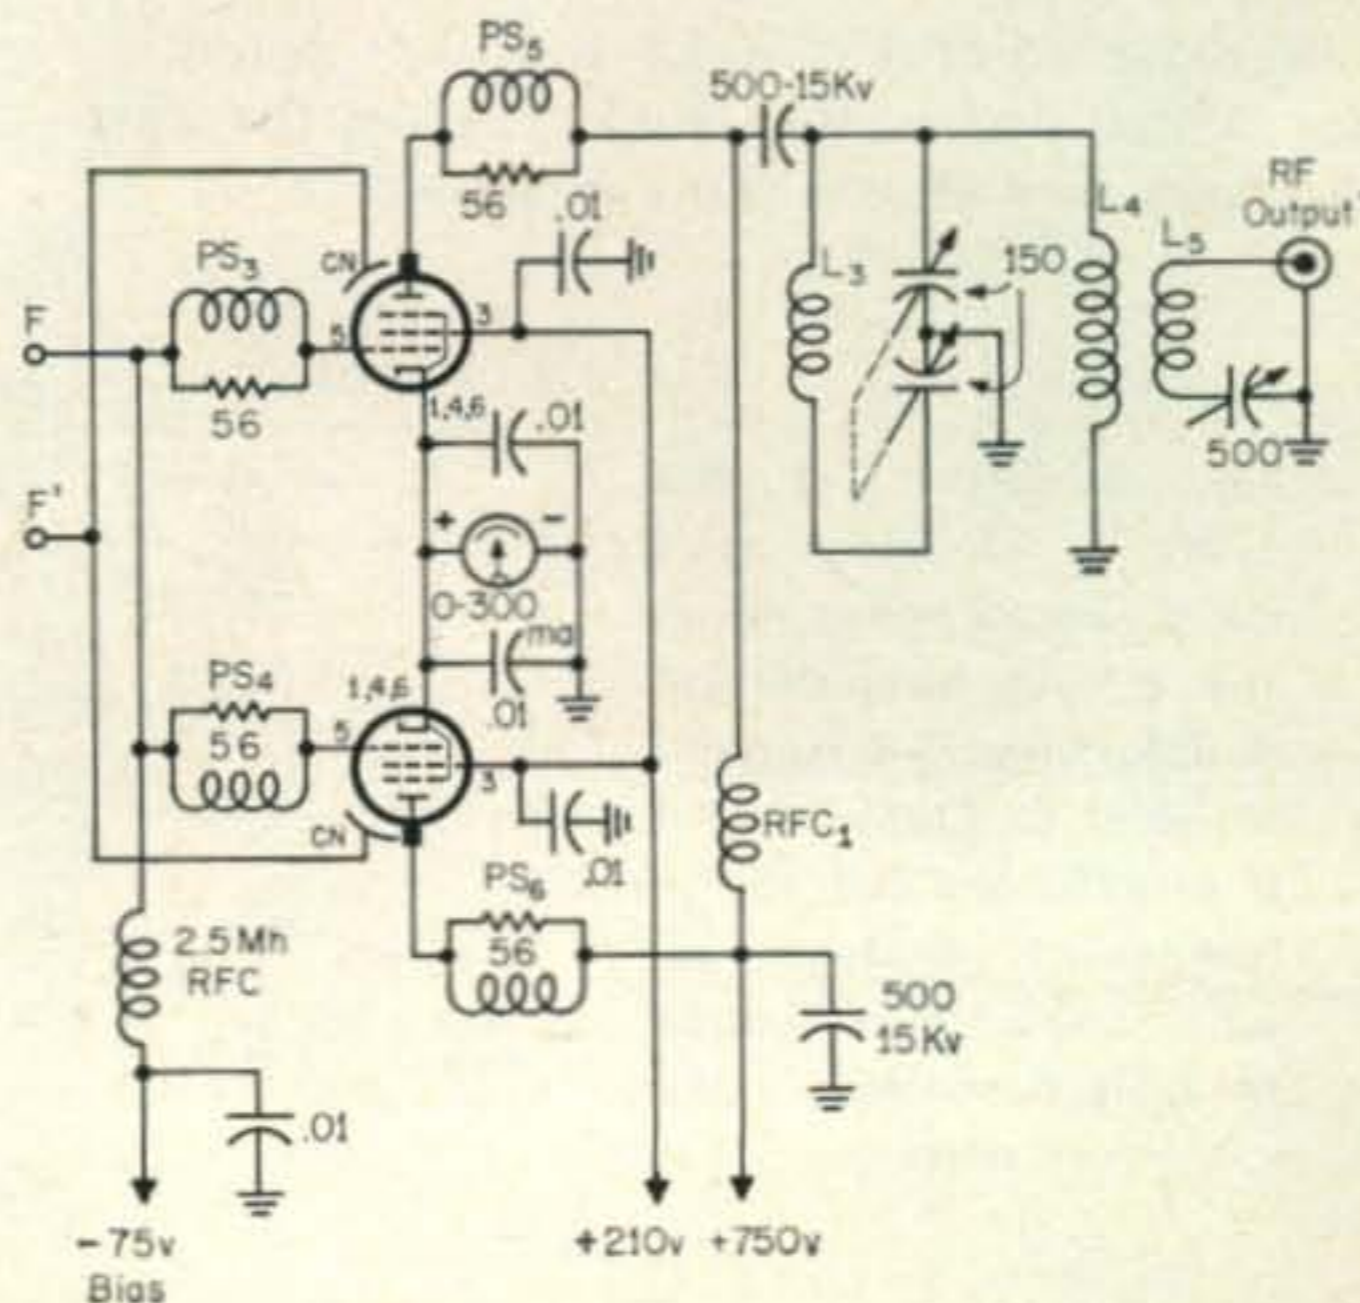 PS5
500-15Kv
RF
Output
56
.01
L4
L5
PS3
CN
L3
150
F
5
3
56
1,4,6
.01
500
F'
+
-
0-300
ma
PS4
1,4,6
.01
56
5
3
CN
RFC1
PS6
.01
2.5 Mh
RFC
56
500
15Kv
.01
-75v
Bias
+210v
+750v